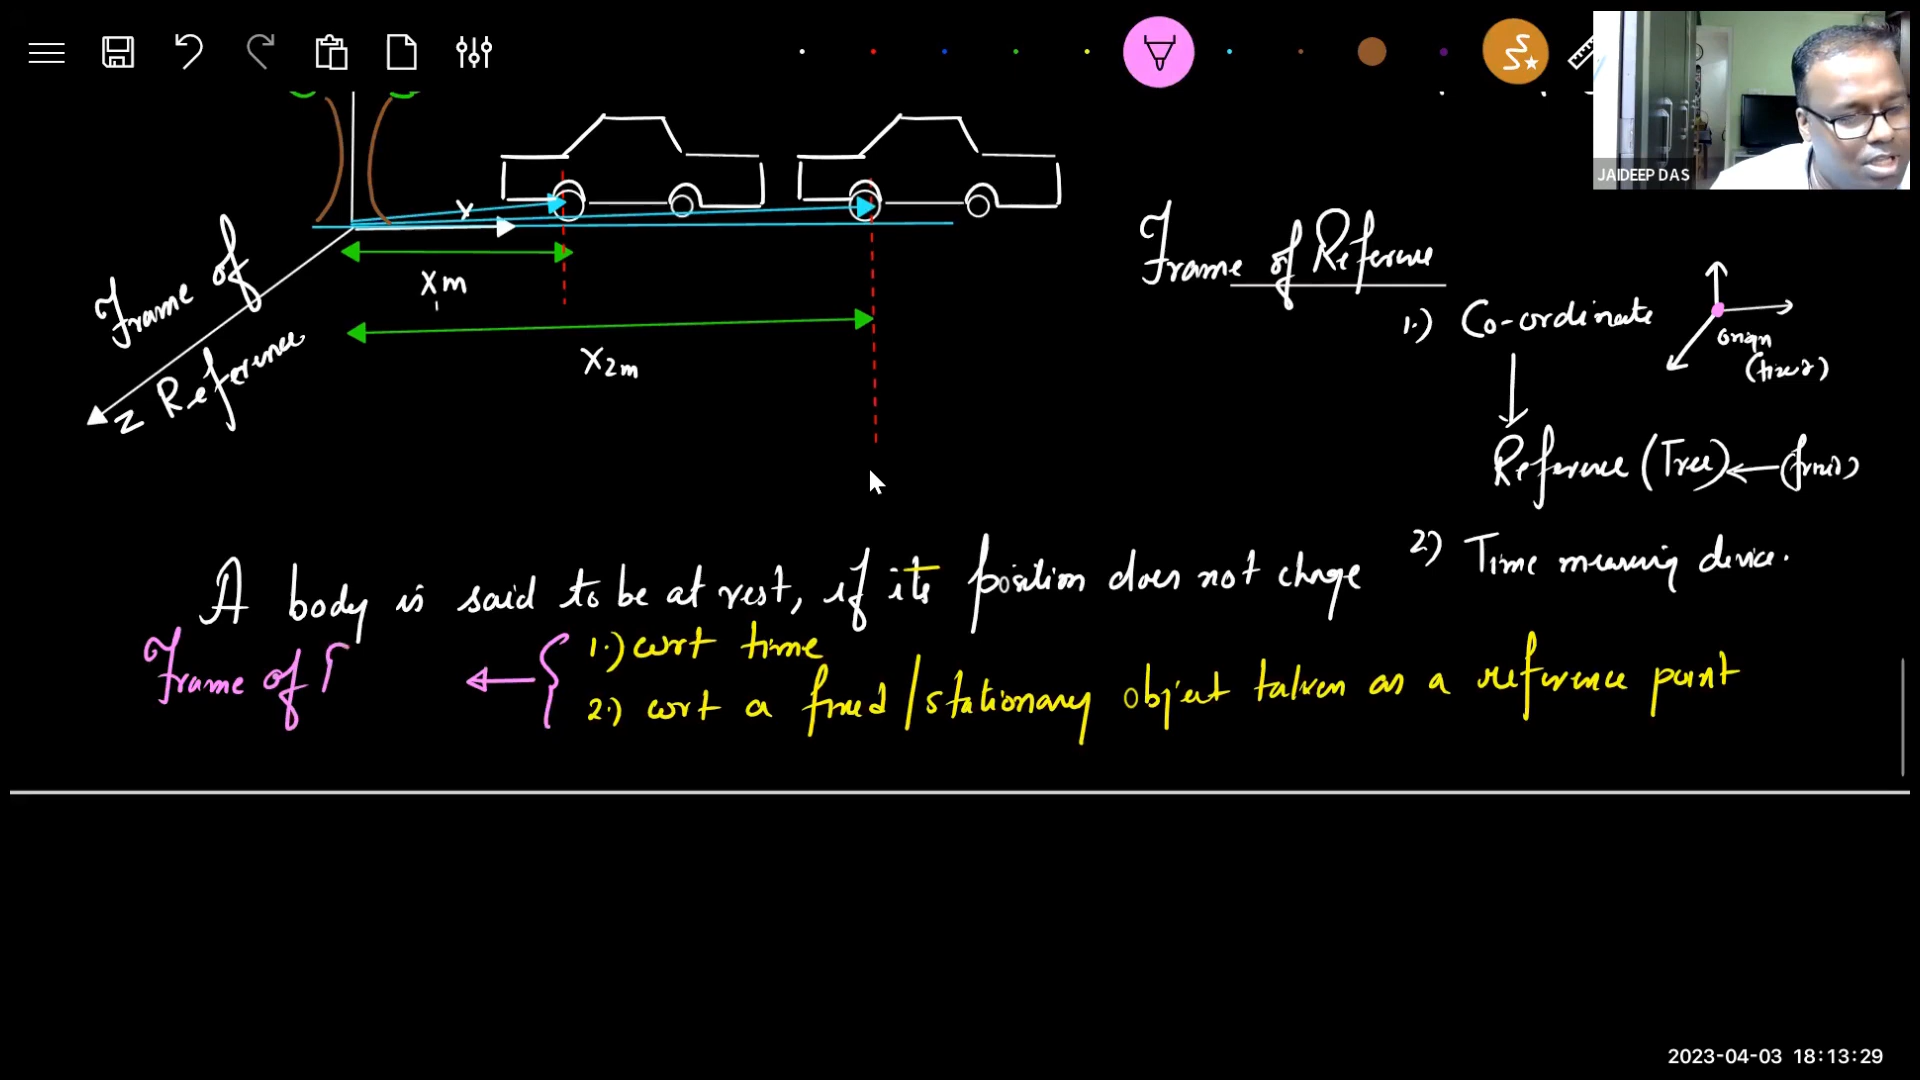 JAIDEEP DAS
x
Frame of
Reference
Z
X1m
X2m
Frame of Reference
1.) Co-ordinate
origin
(fixed)
Reference (Tree) ← (fixed)
2) Time measuring device.
A body is said to be at rest, if its position does not change
1.) wrt time
2.) wrt a fixed/stationary object taken as a reference point
Frame of
2023-04-03 18:13:29